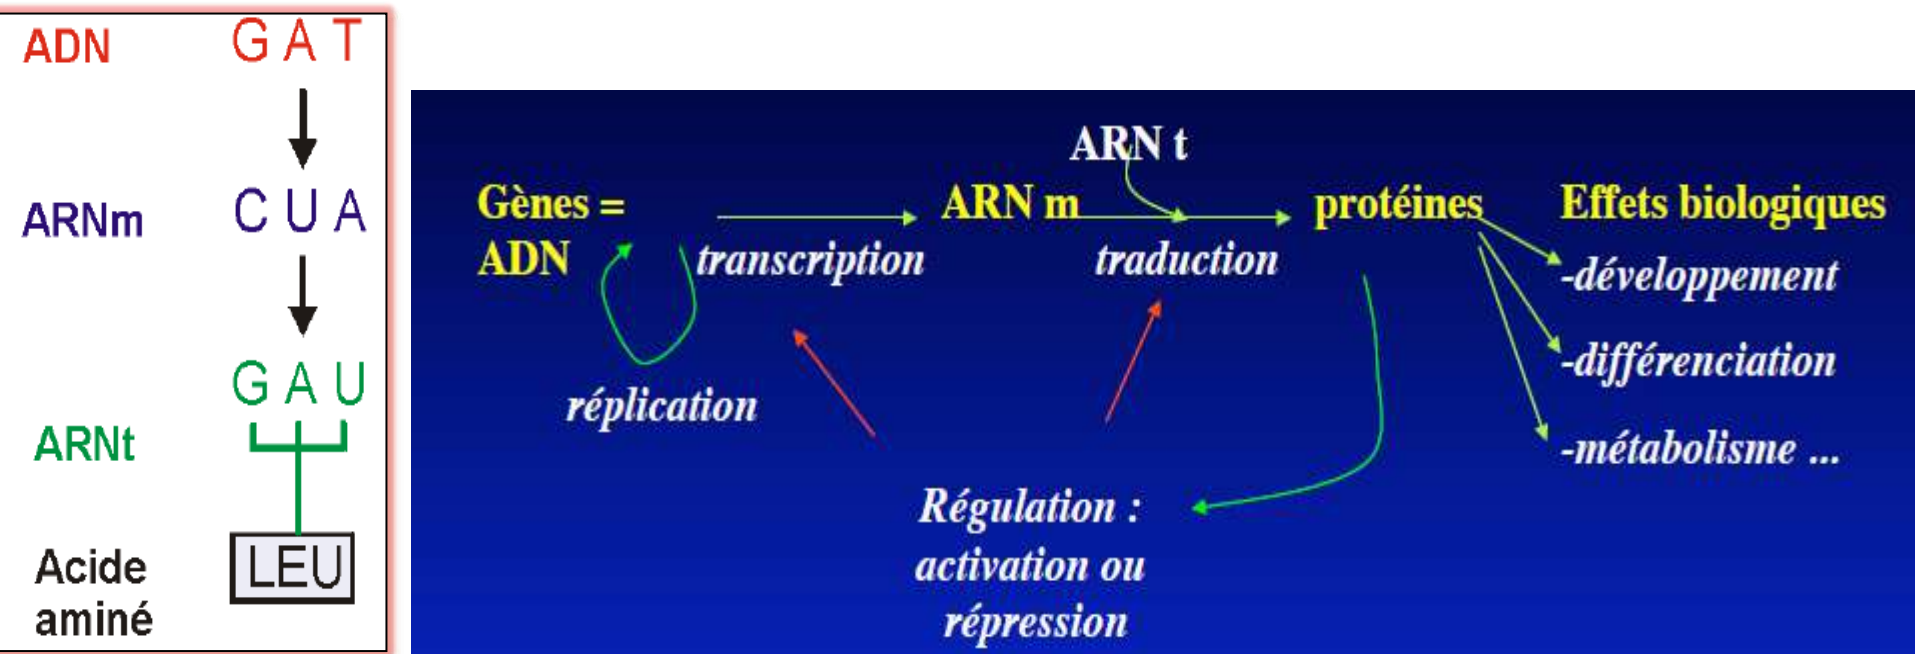 ADN G A T
ARNm C U A
G A U
ARNt
LEU
Acide
aminé
ARN t
Gènes = ARN m protéines Effets biologiques
ADN transcription traduction
-développement
-différenciation
réplication
-métabolisme ...
Régulation :
activation ou
répression